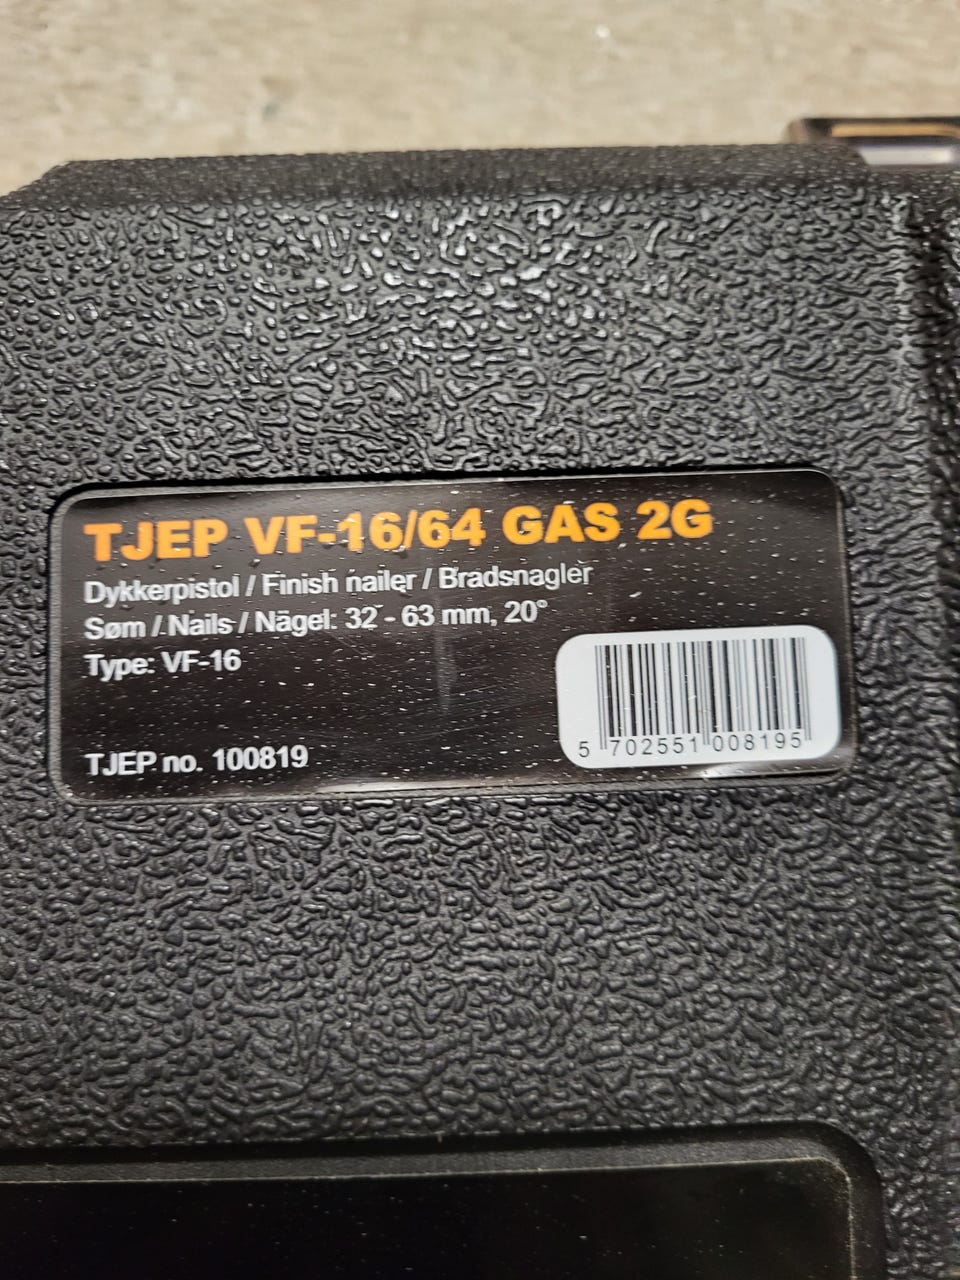 TJEP VF-16/64 GAS 2G
Dykkerpistol / Finish nailer / Bradsnagler
Søm / Nails / Nägel: 32 - 63 mm, 20°
Type: VF-16
TJEP no. 100819
5 702551 008195